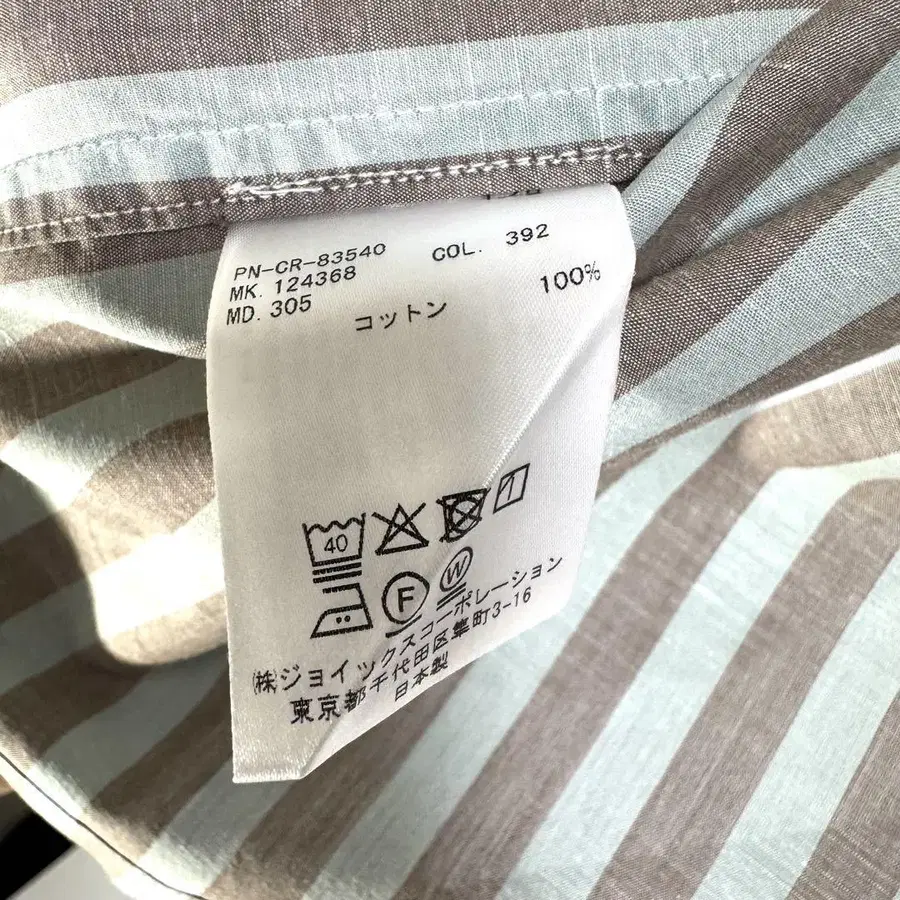 PN-CR-83540 COL. 392
MK. 124368
MD. 305
コットン 100%
40
F W
㈱ジョイックスコーポレーション
東京都千代田区隼町3-16
日本製